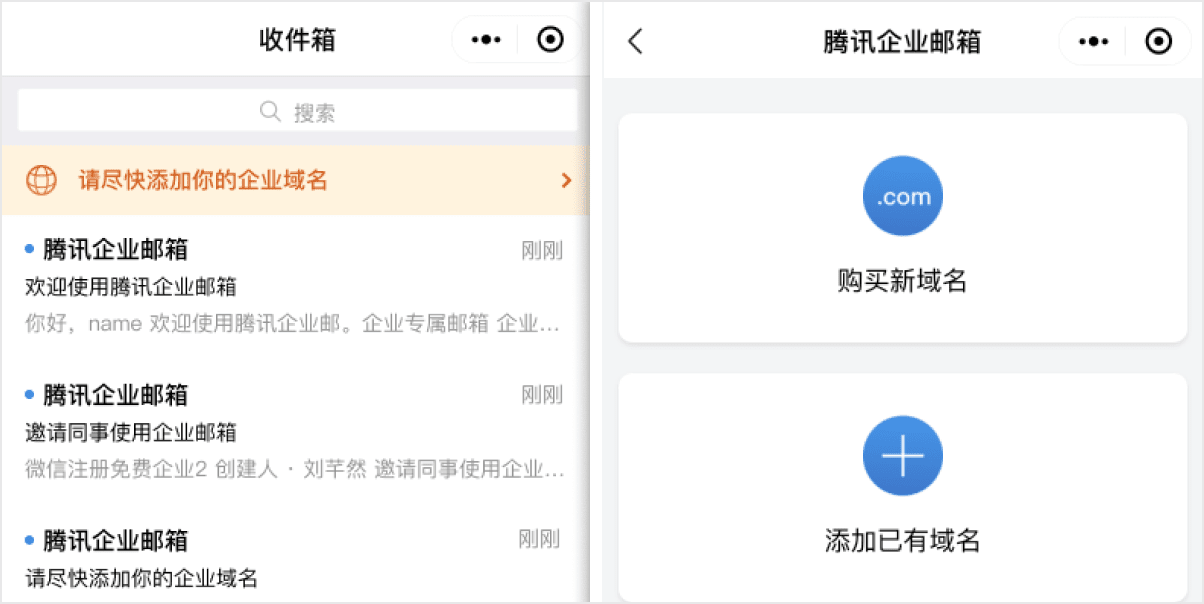 收件箱
搜索
请尽快添加你的企业域名
腾讯企业邮箱 刚刚
欢迎使用腾讯企业邮箱
你好，name 欢迎使用腾讯企业邮。企业专属邮箱 企业...
腾讯企业邮箱 刚刚
邀请同事使用企业邮箱
微信注册免费企业2 创建人 · 刘芊然 邀请同事使用企业...
腾讯企业邮箱 刚刚
请尽快添加你的企业域名
腾讯企业邮箱
.com
购买新域名
添加已有域名